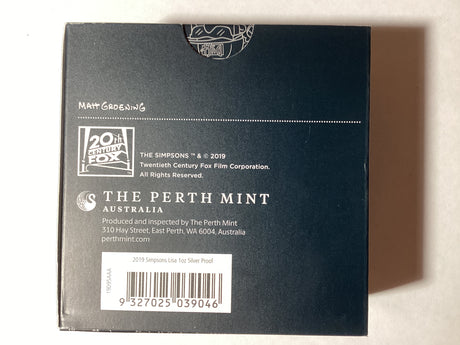 MATT GROENING
20TH
CENTURY
FOX
THE SIMPSONS ™ & © 2019
Twentieth Century Fox Film Corporation.
All Rights Reserved.
THE PERTH MINT
AUSTRALIA
Produced and inspected by The Perth Mint
310 Hay Street, East Perth, WA 6004, Australia
perthmint.com
2019 Simpsons Lisa 1oz Silver Proof
9 327025 039046